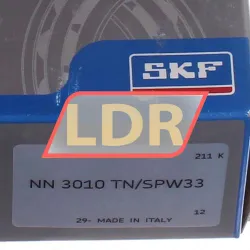 SKF
LDR
211 K
NN 3010 TN/SPW33
29- MADE IN ITALY
12